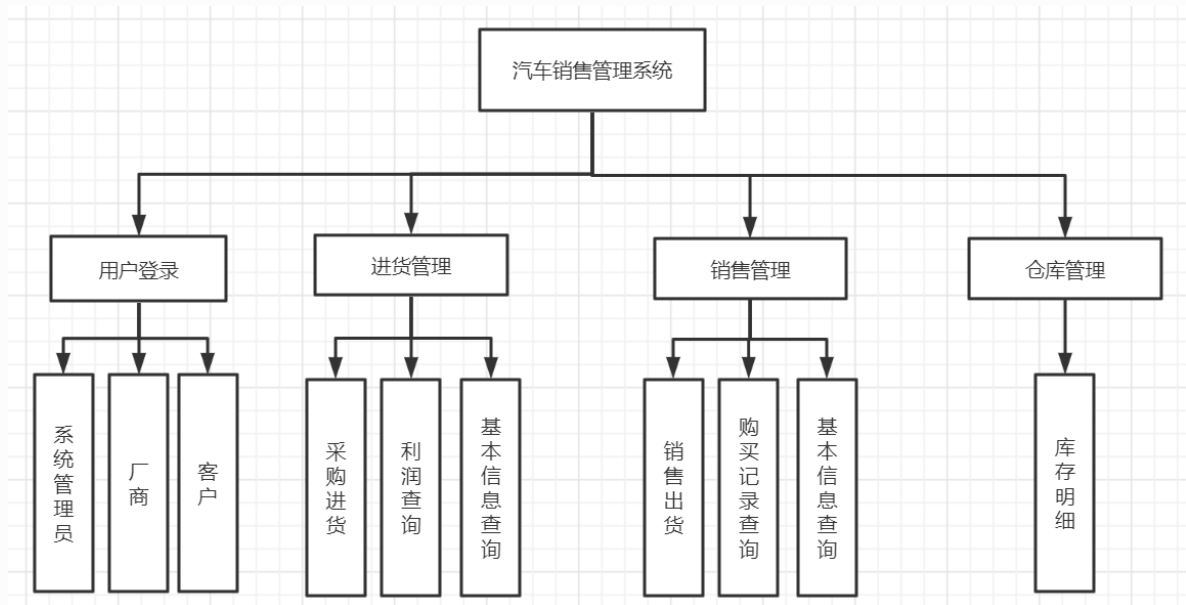 汽车销售管理系统
用户登录
进货管理
销售管理
仓库管理
系统管理员
厂商
客户
采购进货
利润查询
基本信息查询
销售出货
购买记录查询
基本信息查询
库存明细